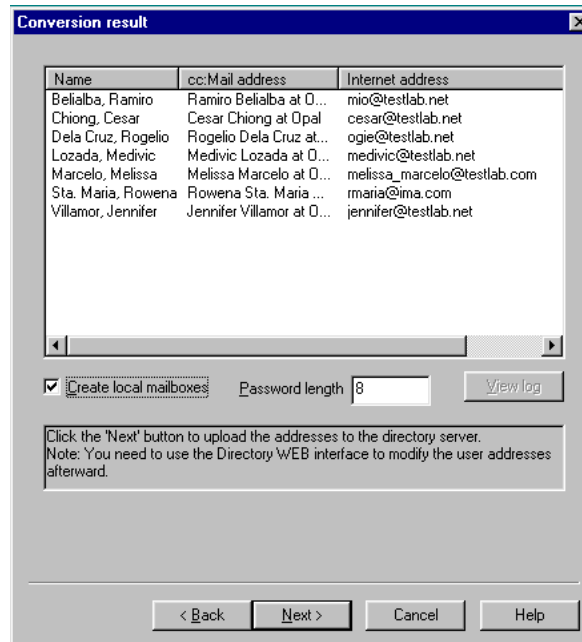 Conversion result
Name cc:Mail address Internet address
Belialba, Ramiro Ramiro Belialba at O... mio@testlab.net
Chiong, Cesar Cesar Chiong at Opal cesar@testlab.net
Dela Cruz, Rogelio Rogelio Dela Cruz at... ogie@testlab.net
Lozada, Medivic Medivic Lozada at O... medivic@testlab.net
Marcelo, Melissa Melissa Marcelo at O... melissa_marcelo@testlab.com
Sta. Maria, Rowena Rowena Sta. Maria ... rmaria@ima.com
Villamor, Jennifer Jennifer Villamor at O... jennifer@testlab.net
Create local mailboxes Password length 8 View log
Click the 'Next' button to upload the addresses to the directory server.
Note: You need to use the Directory WEB interface to modify the user addresses
afterward.
< Back Next > Cancel Help